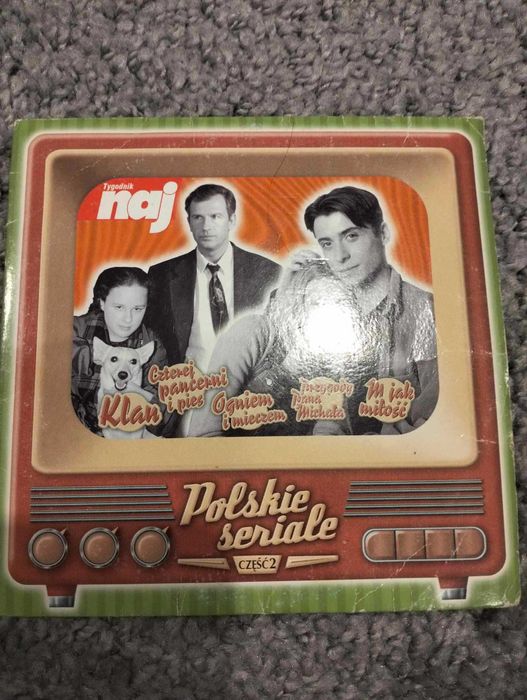 Tygodnik
naj
Klan
Czterej
pancerni
i pies
Ogniem
i mieczem
Przygody
Pana
Michała
M jak
miłość
Polskie
seriale
CZĘŚĆ 2